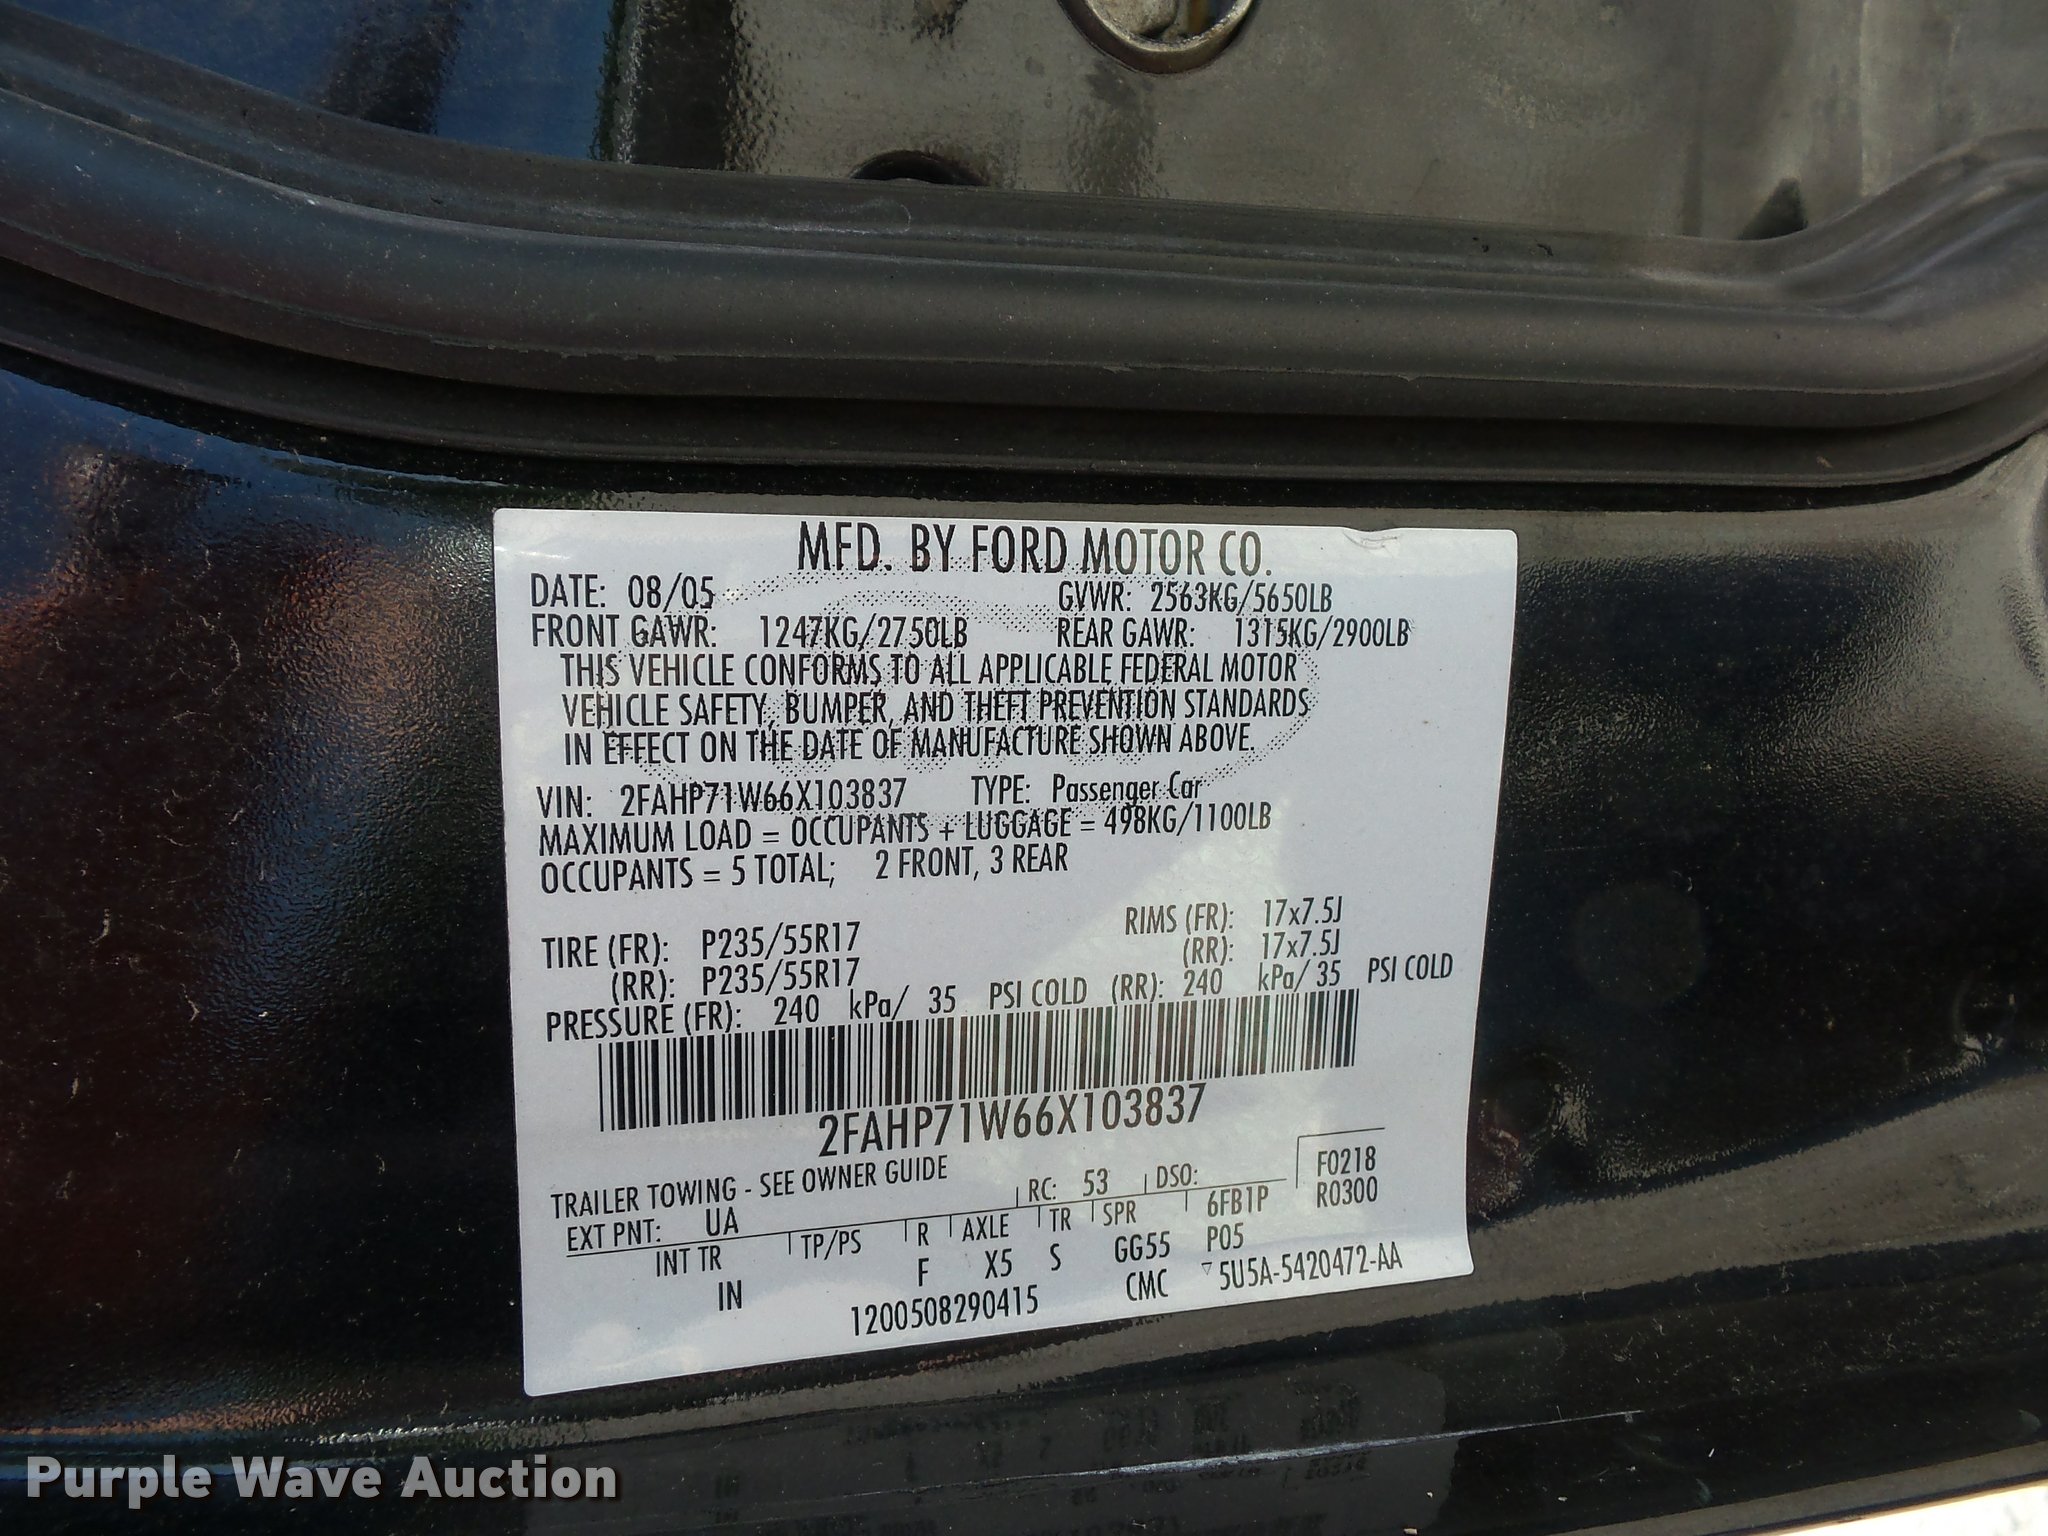 MFD. BY FORD MOTOR CO.
DATE: 08/05 GVWR: 2563KG/5650LB
FRONT GAWR: 1247KG/2750LB REAR GAWR: 1315KG/2900LB
THIS VEHICLE CONFORMS TO ALL APPLICABLE FEDERAL MOTOR
VEHICLE SAFETY, BUMPER, AND THEFT PREVENTION STANDARDS
IN EFFECT ON THE DATE OF MANUFACTURE SHOWN ABOVE.
VIN: 2FAHP71W66X103837 TYPE: Passenger Car
MAXIMUM LOAD = OCCUPANTS + LUGGAGE = 498KG/1100LB
OCCUPANTS = 5 TOTAL; 2 FRONT, 3 REAR
RIMS (FR): 17x7.5J
TIRE (FR): P235/55R17 (RR): 17x7.5J
(RR): P235/55R17
PRESSURE (FR): 240 kPa/ 35 PSI COLD (RR): 240 kPa/ 35 PSI COLD
2FAHP71W66X103837
TRAILER TOWING - SEE OWNER GUIDE
EXT PNT: UA RC: 53 DSO: F0218
INT TR TP/PS R AXLE TR SPR 6FB1P R0300
IN F X5 S GG55 P05
1200508290415 CMC ▽5U5A-5420472-AA
Purple Wave Auction